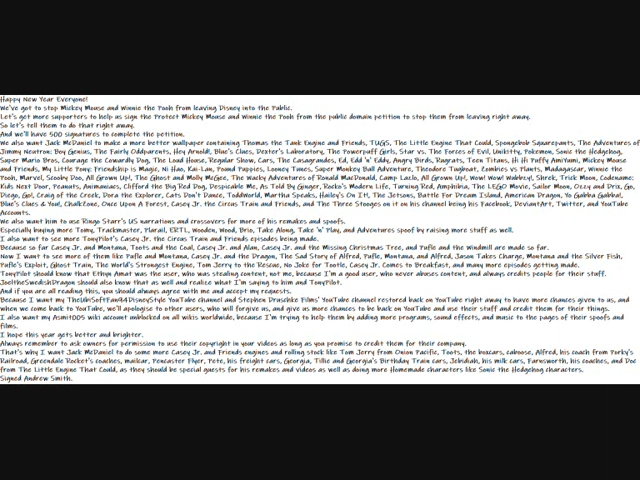 Happy New Year Everyone!
We've got to stop Mickey Mouse and Winnie the Pooh from leaving Disney into the Public.
Let's get more supporters to help us sign the Protect Mickey Mouse and Winnie the Pooh from the public domain petition to stop them from leaving right away.
So let's tell them to do that right away.
And we'll have 500 signatures to complete the petition.
We also want Jack McDaniel to make a more better wallpaper containing Thomas the Tank Engine and Friends, TUGS, The Little Engine That Could, Spongebob Squarepants, The Adventures of
Jimmy Neutron: Boy Genius, The Fairly Oddparents, Hey Arnold!, Blue's Clues, Dexter's Laboratory, The Powerpuff Girls, Star vs. The Forces of Evil, Unikitty, Pokemon, Sonic the Hedgehog,
Super Mario Bros, Courage the Cowardly Dog, The Loud House, Regular Show, Cars, The Casagrandes, Ed, Edd 'n' Eddy, Angry Birds, Rugrats, Teen Titans, Hi Hi Puffy AmiYumi, Mickey Mouse
and Friends, My Little Pony: Friendship is Magic, Ni Hao, Kai-Lan, Pound Puppies, Looney Tunes, Super Monkey Ball Adventure, Theodore Tugboat, Zombies vs Plants, Madagascar, Winnie the
Pooh, Marvel, Scooby Doo, All Grown Up!, The Ghost and Molly McGee, The Wacky Adventures of Ronald MacDonald, Camp Lazlo, All Grown Up!, Wow! Wow! Wubbzy!, Shrek, Trick Moon, Codename:
Kids Next Door, Peanuts, Animaniacs, Clifford the Big Red Dog, Despicable Me, As Told By Ginger, Rocko's Modern Life, Turning Red, Amphibia, The LEGO Movie, Sailor Moon, Ozzy and Drix, Go,
Diego, Go!, Craig of the Creek, Dora the Explorer, Cats Don't Dance, ToddWorld, Martha Speaks, Hailey's On It!, The Jetsons, Battle For Dream Island, American Dragon, Yo Gabba Gabba!,
Blue's Clues & You!, ChalkZone, Once Upon A Forest, Casey Jr. the Circus Train and Friends, and The Three Stooges on it on his channel being his Facebook, DeviantArt, Twitter, and YouTube
Accounts.
We also want him to use Ringo Starr's US narrations and crossovers for more of his remakes and spoofs.
Especially buying more Tomy, Trackmaster, Plarail, ERTL, Wooden, Wood, Brio, Take Along, Take 'n' Play, and Adventures spoof by raising more stuff as well.
I also want to see more TonyPilot's Casey Jr. the Circus Train and Friends episodes being made.
Because so far Casey Jr. and Montana, Toots and the Coal, Casey Jr. and Alan, Casey Jr. and the Missing Christmas Tree, and Pufle and the Windmill are made so far.
Now I want to see more of them like Pufle and Montana, Casey Jr. and the Dragon, The Sad Story of Alfred, Pufle, Montana, and Alfred, Jason Takes Charge, Montana and the Silver Fish,
Pufle's Exploit, Ghost Train, The World's Strongest Engine, Tom Jerry to the Rescue, No Joke for Tootle, Casey Jr. Comes to Breakfast, and many more episodes getting made.
TonyPilot should know that Ethyn Amat was the user, who was stealing content, not me, because I'm a good user, who never abuses content, and always credits people for their stuff.
JoeltheSwedishDragon should also know that as well and realize what I'm saying to him and TonyPilot.
And if you are all reading this, you should always agree with me and accept my requests.
Because I want my TheUbiSoftFan94DisneyStyle YouTube channel and Stephen Druschke Films' YouTube channel restored back on YouTube right away to have more chances given to us, and
when we come back to YouTube, we'll apologise to other users, who will forgive us, and give us more chances to be back on YouTube and use their stuff and credit them for their things.
I also want my Asmit005 wiki account unblocked on all wikis worldwide, because I'm trying to help them by adding more programs, sound effects, and music to the pages of their spoofs and
films.
I hope this year gets better and brighter.
Always remember to ask owners for permission to use their copyright in your videos as long as you promise to credit them for their company.
That's why I want Jack McDaniel to do some more Casey Jr. and Friends engines and rolling stock like Tom Jerry from Onion Pacific, Toots, the boxcars, caboose, Alfred, his coach from Porky's
Railroad, Greendale Rocket's coaches, mailcar, Pencaster Flyer, Pete, his freight cars, Georgia, Tillie and Georgia's Birthday Train cars, Jebidiah, his milk cars, Farnsworth, his coaches, and Doc
from The Little Engine That Could, as they should be special guests for his remakes and videos as well as doing more Homemade characters like Sonic the Hedgehog characters.
Signed Andrew Smith.